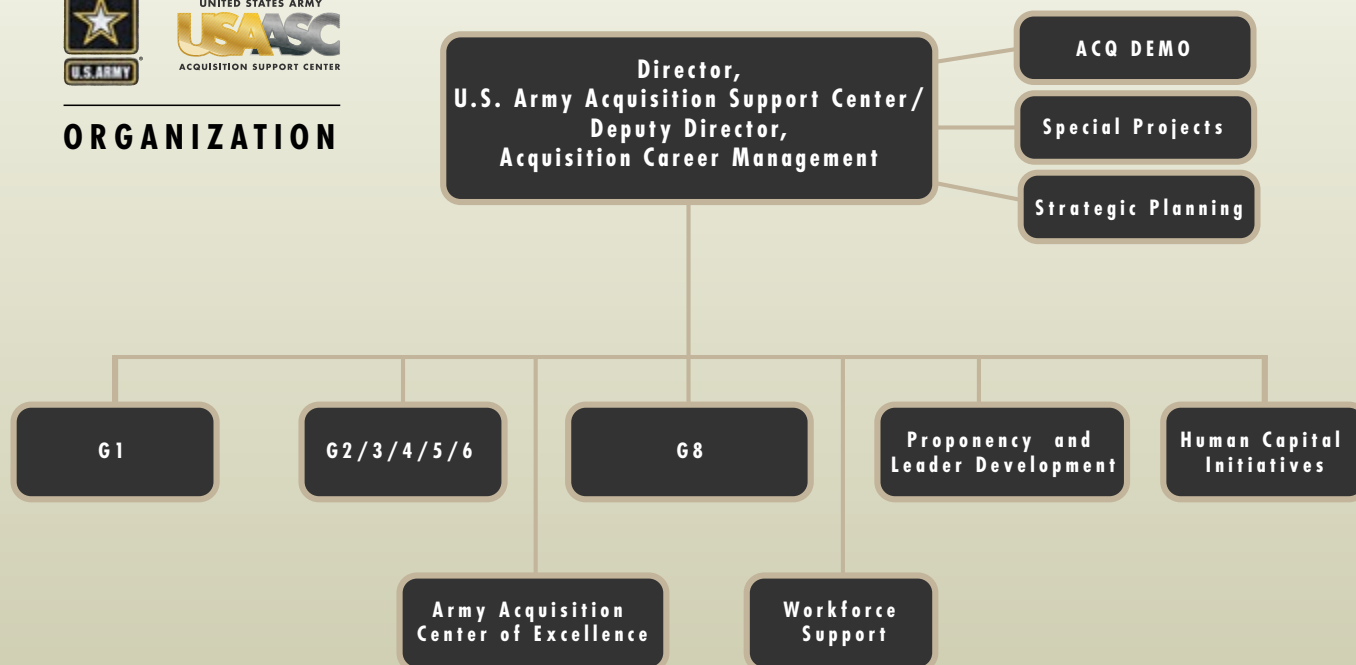 UNITED STATES ARMY
USAASC
ACQUISITION SUPPORT CENTER
U.S.ARMY
ORGANIZATION
Director,
U.S. Army Acquisition Support Center/
Deputy Director,
Acquisition Career Management
ACQ DEMO
Special Projects
Strategic Planning
G1
G2/3/4/5/6
G8
Proponency and
Leader Development
Human Capital
Initiatives
Army Acquisition
Center of Excellence
Workforce
Support